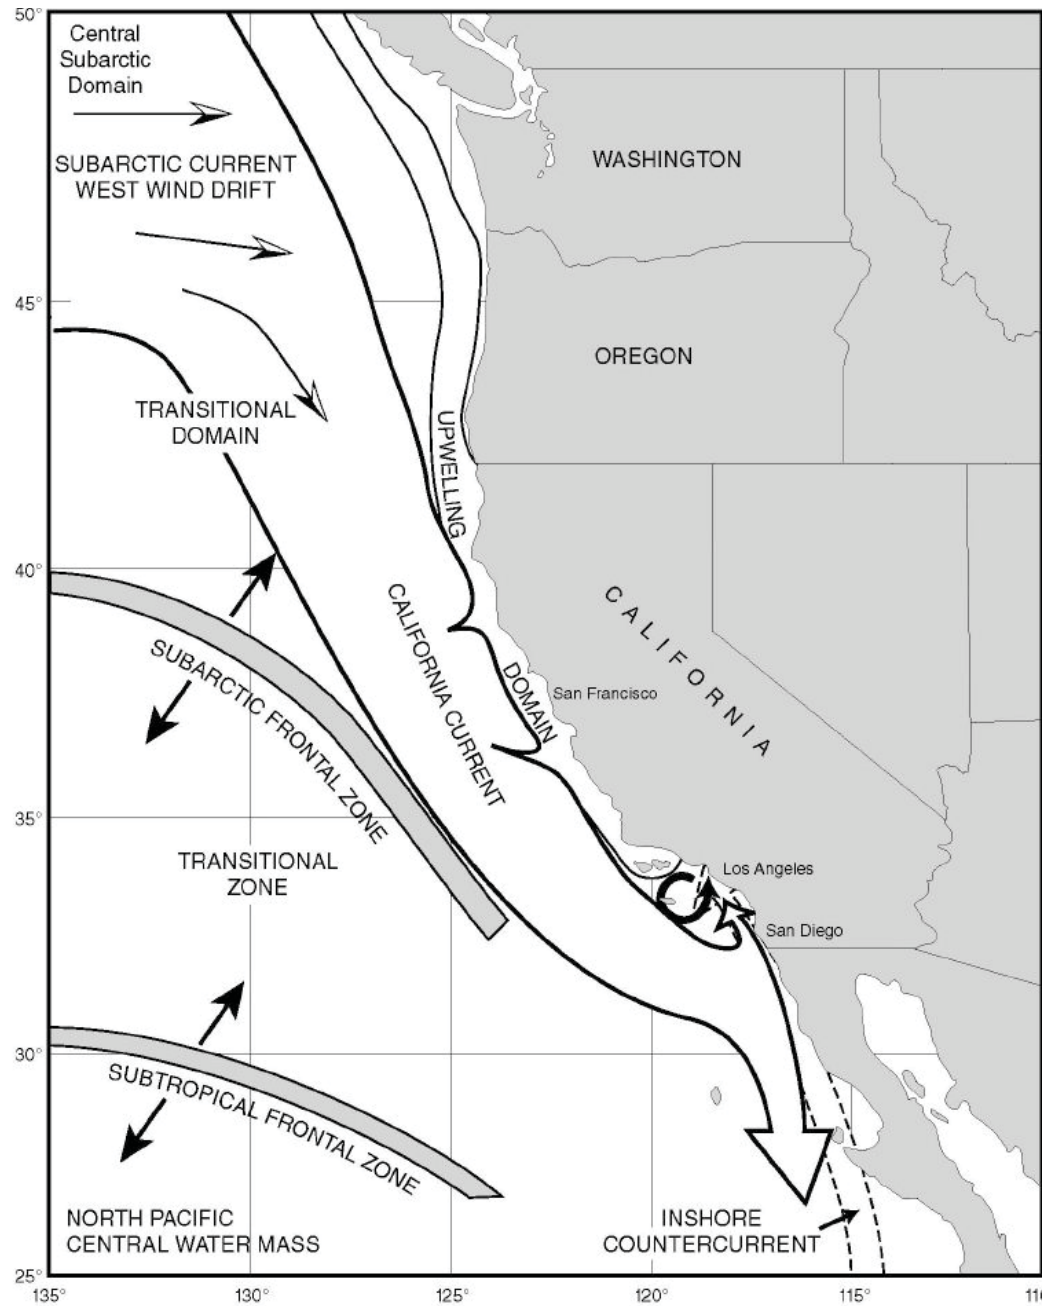 50°
Central
Subarctic
Domain
SUBARCTIC CURRENT
WEST WIND DRIFT
WASHINGTON
45°
OREGON
TRANSITIONAL
DOMAIN
UPWELLING
DOMAIN
40°
CALIFORNIA
CALIFORNIA CURRENT
SUBARCTIC FRONTAL ZONE
San Francisco
35°
TRANSITIONAL
ZONE
Los Angeles
San Diego
30°
SUBTROPICAL FRONTAL ZONE
NORTH PACIFIC
CENTRAL WATER MASS
INSHORE
COUNTERCURRENT
25°
135°
130°
125°
120°
115°